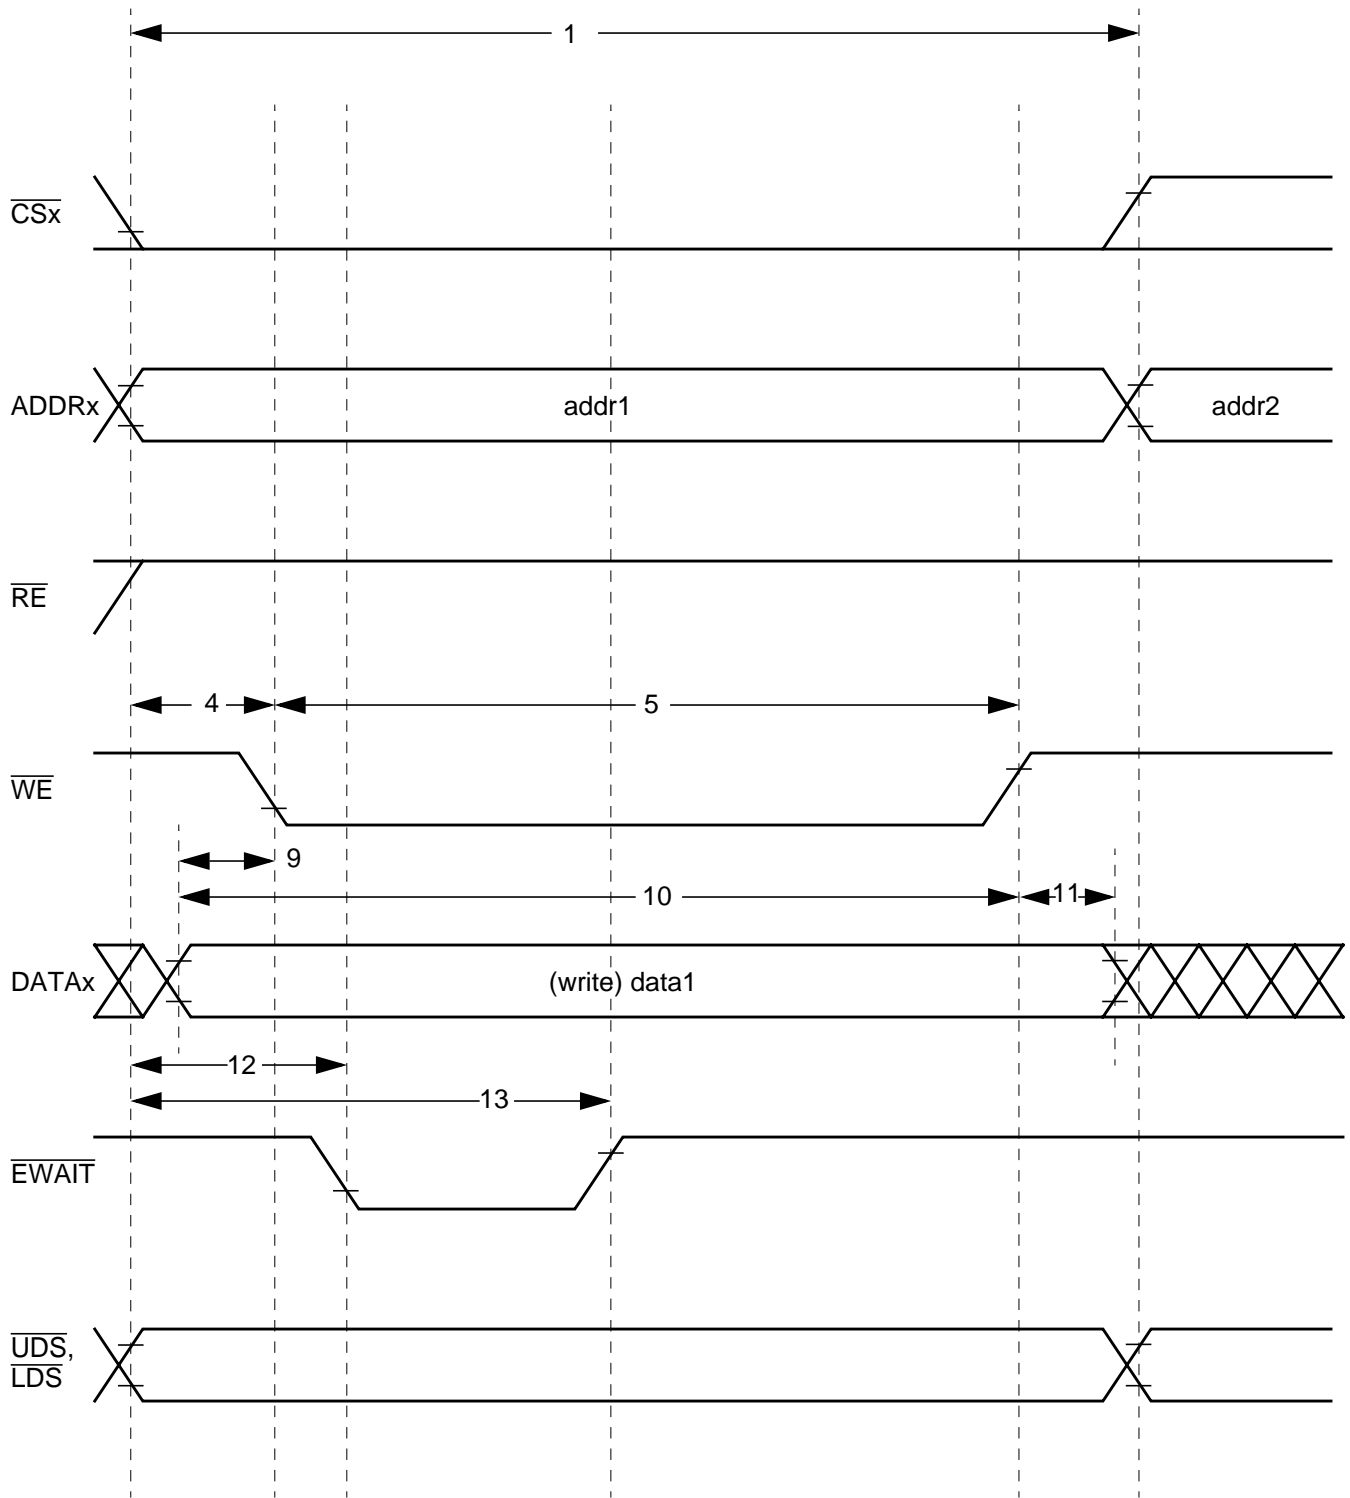 1
CSx
ADDRx
addr1
addr2
RE
4
5
WE
9
10
11
DATAx
(write) data1
12
13
EWAIT
UDS,
LDS